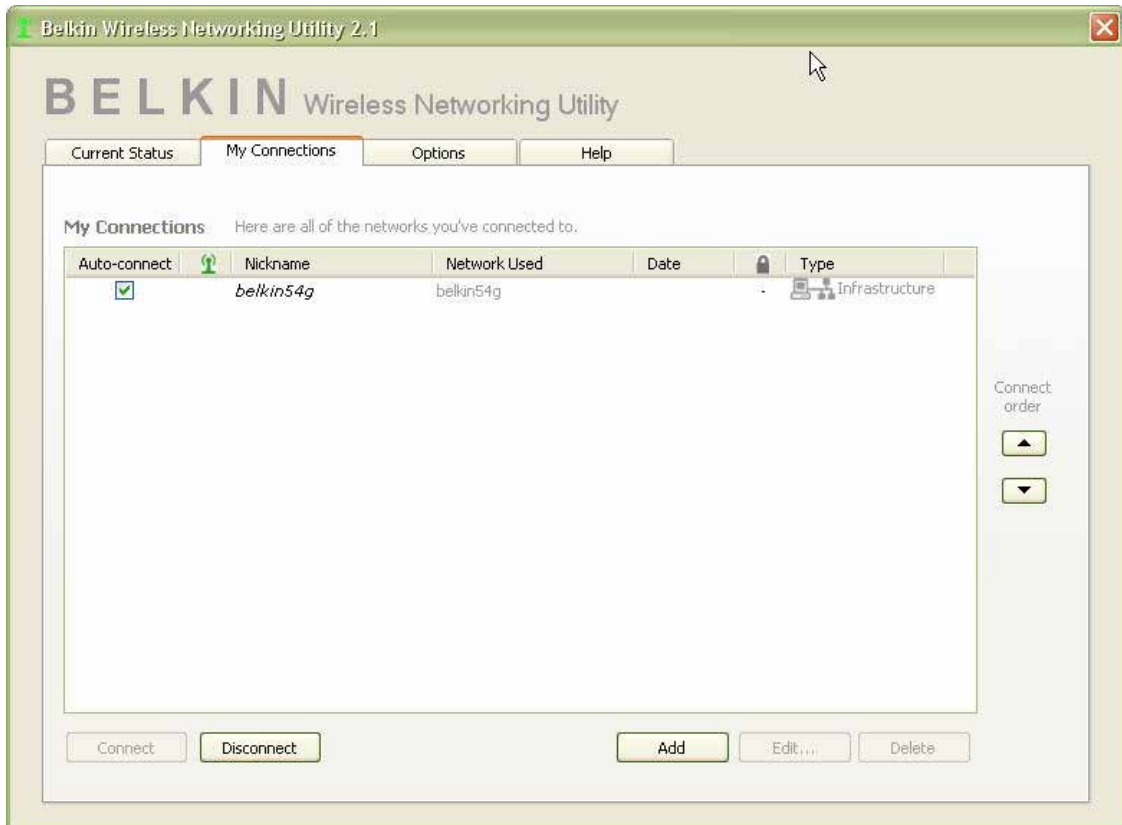 Belkin Wireless Networking Utility 2.1
BELKIN Wireless Networking Utility
Current Status My Connections Options Help
My Connections Here are all of the networks you've connected to.
Auto-connect Nickname Network Used Date Type
belkin54g belkin54g - Infrastructure
Connect
order
Connect Disconnect Add Edit... Delete